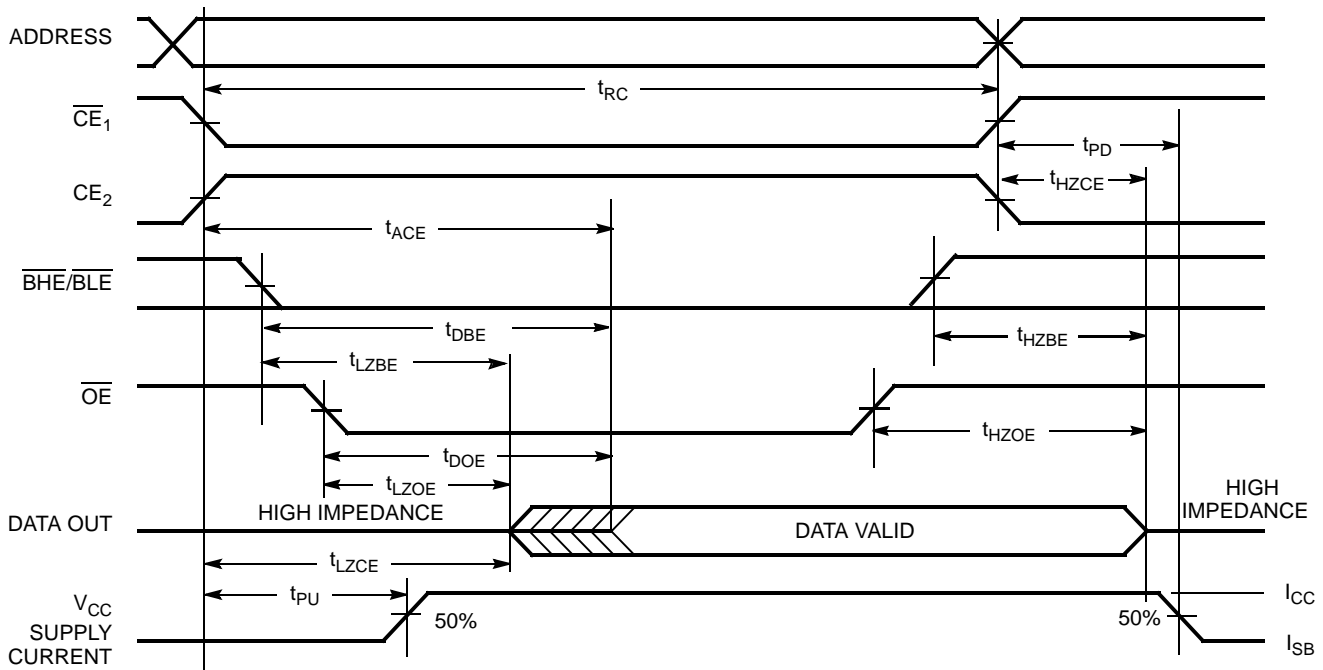 ADDRESS
tRC
CE1
tPD
tHZCE
CE2
tACE
BHE/BLE
tDBE
tHZBE
tLZBE
OE
tHZOE
tDOE
tLZOE
HIGH IMPEDANCE
HIGH
IMPEDANCE
DATA OUT
DATA VALID
tLZCE
tPU
VCC
SUPPLY
CURRENT
50%
50%
ICC
ISB